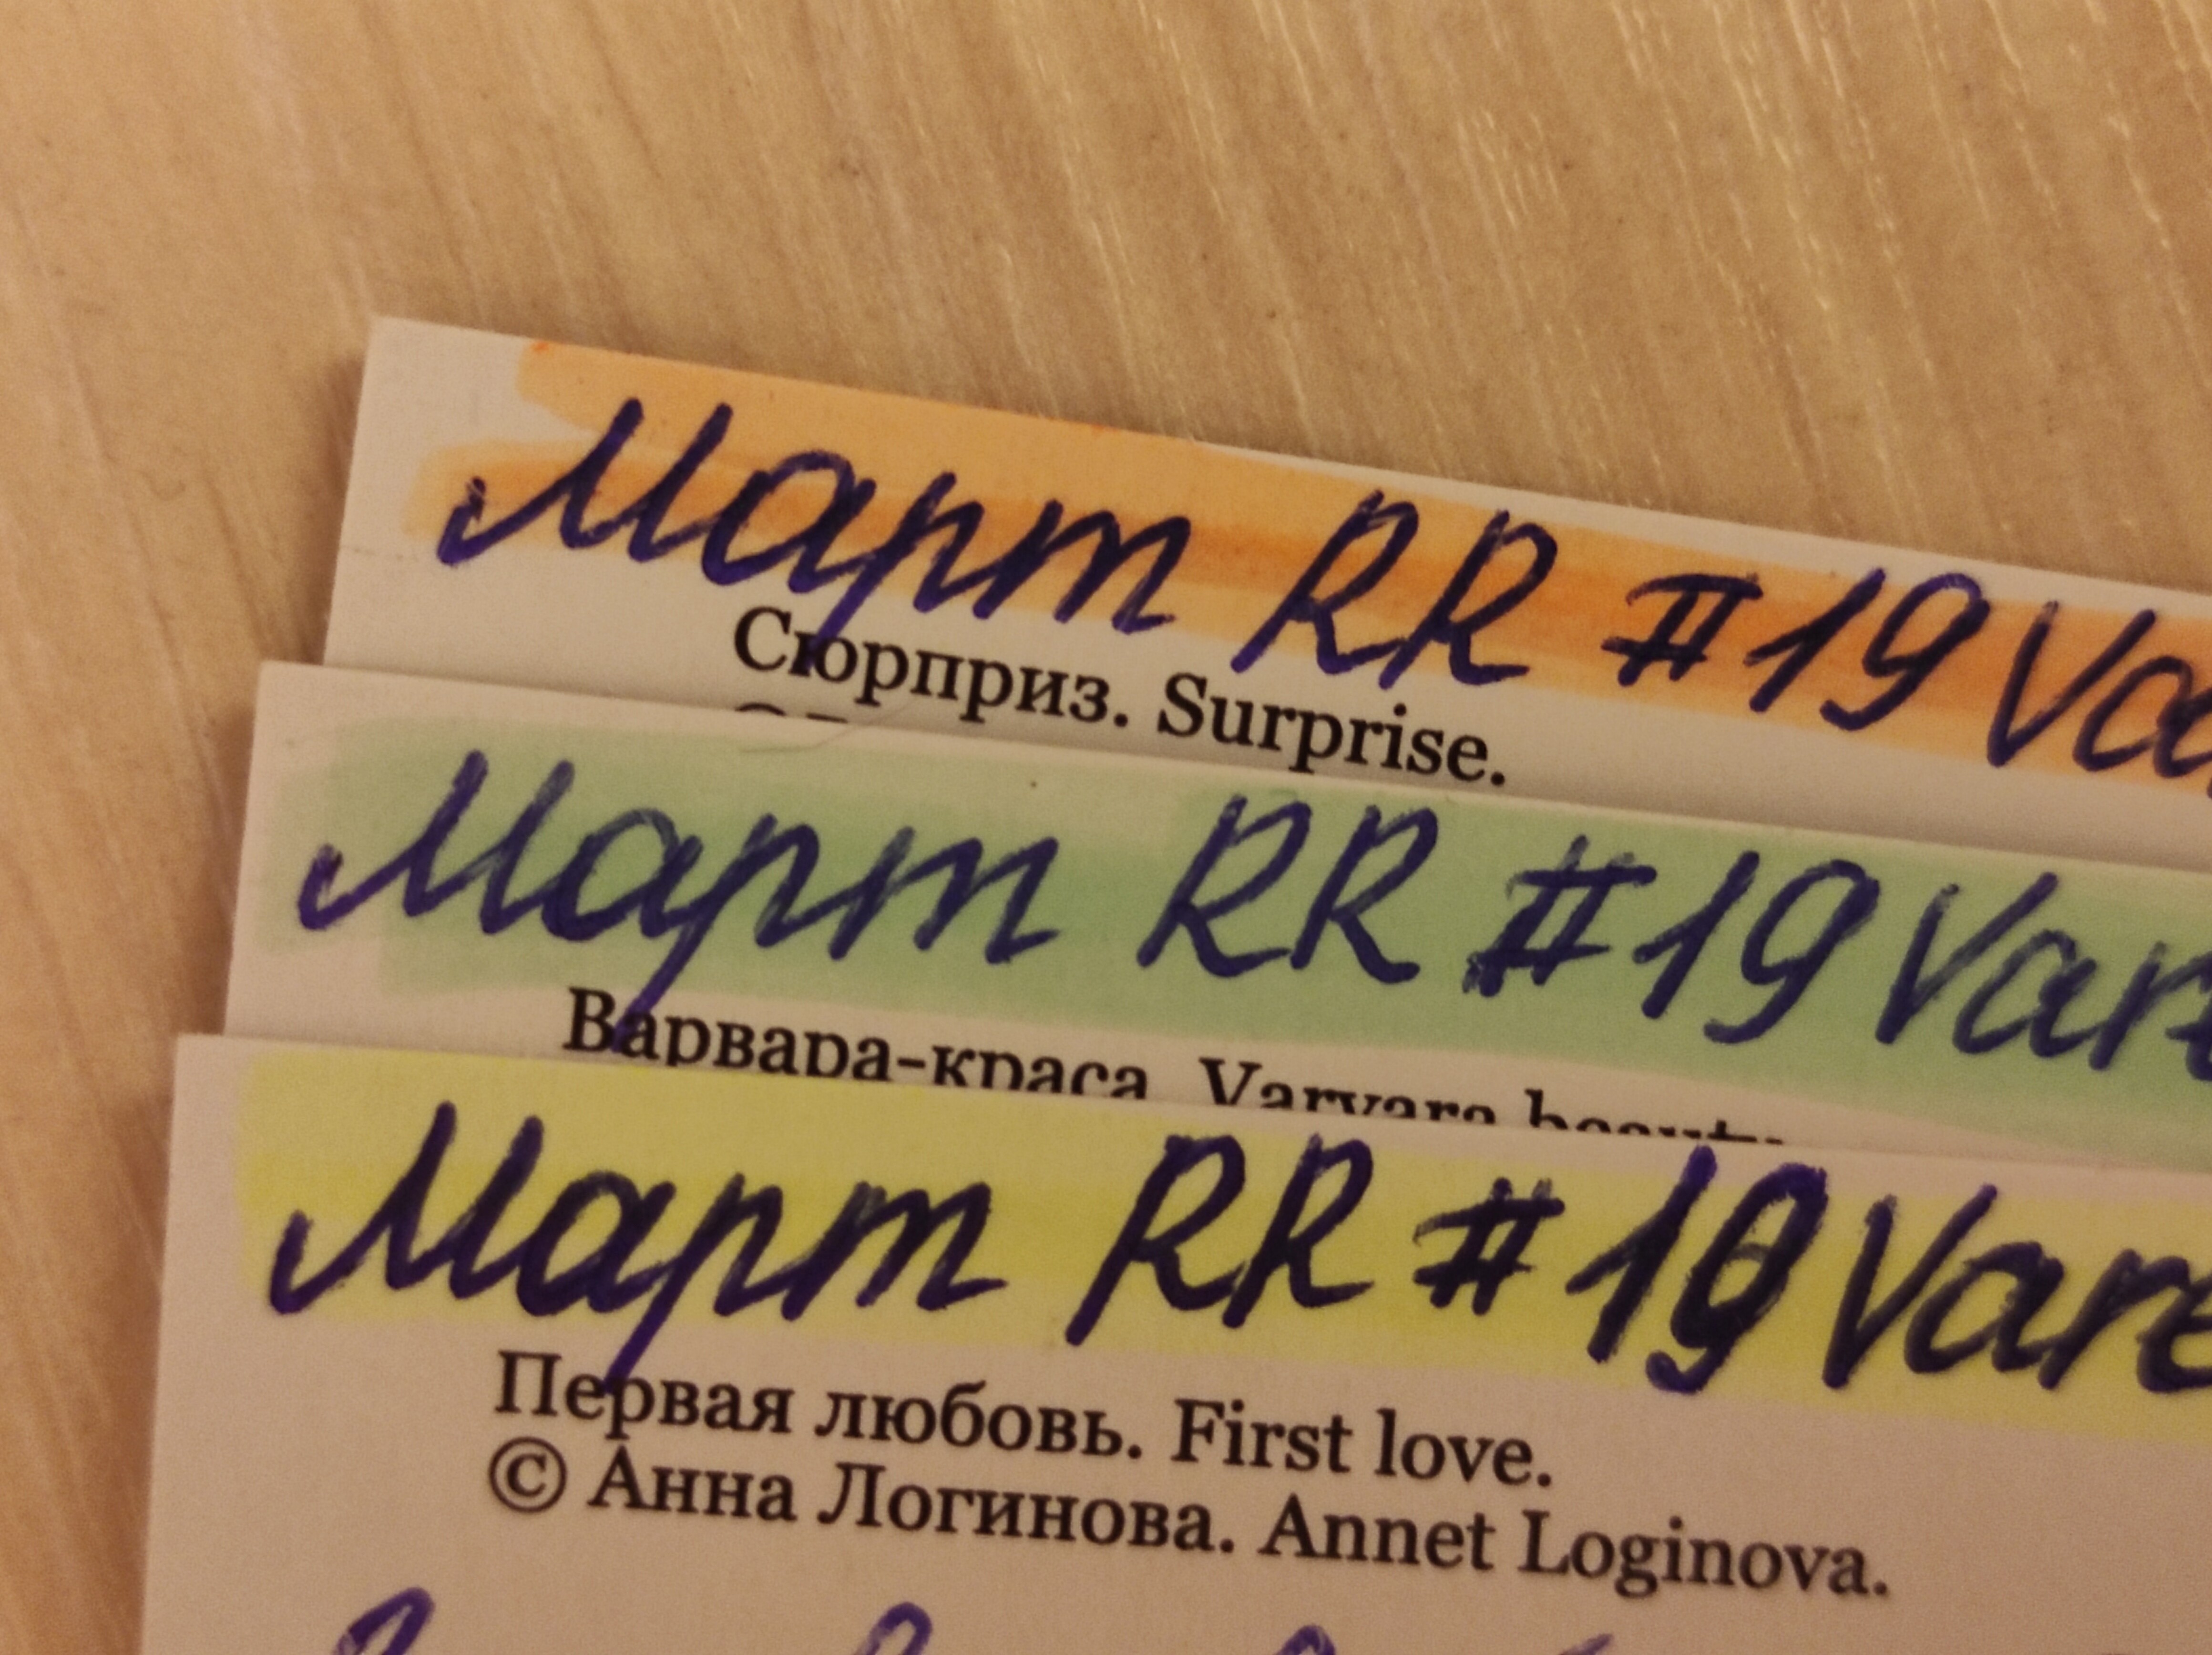 Март RR #19
Сюрприз. Surprise.
Март RR #19
Варвара-краса. Varvara beauty.
Март RR #19
Первая любовь. First love.
© Анна Логинова. Annet Loginova.